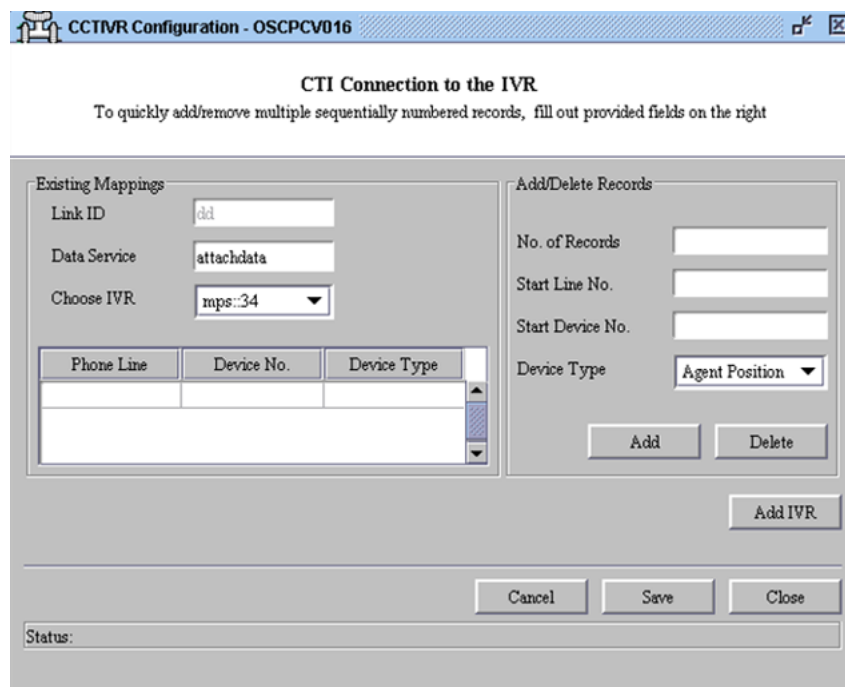 CCTIVR Configuration - OSCPCV016
CTI Connection to the IVR
To quickly add/remove multiple sequentially numbered records, fill out provided fields on the right
Existing Mappings
Link ID
dd
Data Service
attachdata
Choose IVR
mps::34
Phone Line
Device No.
Device Type
Add/Delete Records
No. of Records
Start Line No.
Start Device No.
Device Type
Agent Position
Add
Delete
Add IVR
Cancel
Save
Close
Status: